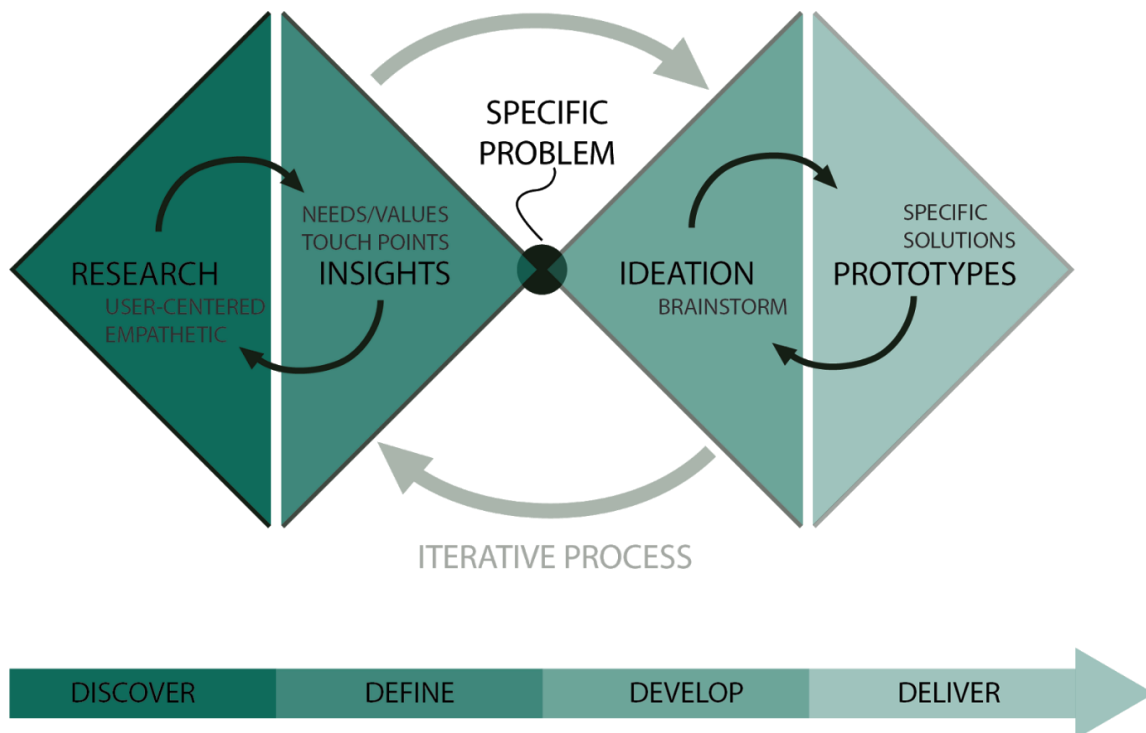 SPECIFIC
PROBLEM
RESEARCH
USER-CENTERED
EMPATHETIC
NEEDS/VALUES
TOUCH POINTS
INSIGHTS
IDEATION
BRAINSTORM
SPECIFIC
SOLUTIONS
PROTOTYPES
ITERATIVE PROCESS
DISCOVER
DEFINE
DEVELOP
DELIVER